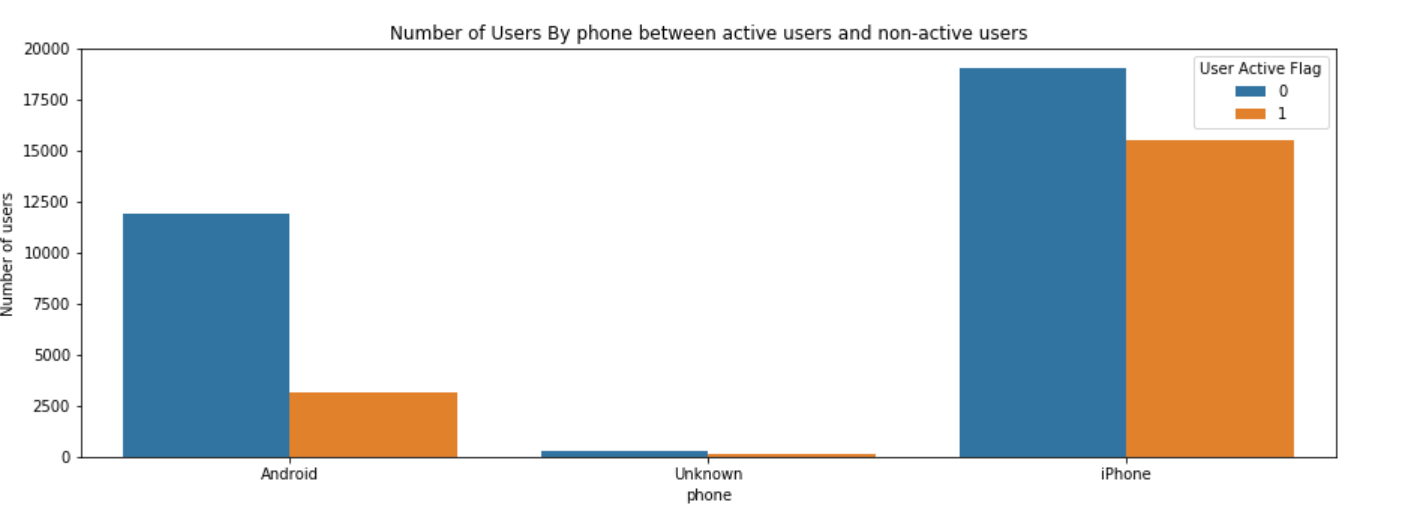 Number of Users By phone between active users and non-active users
20000
17500
15000
12500
10000
7500
5000
2500
0
Number of users
User Active Flag
0
1
Android
Unknown
iPhone
phone